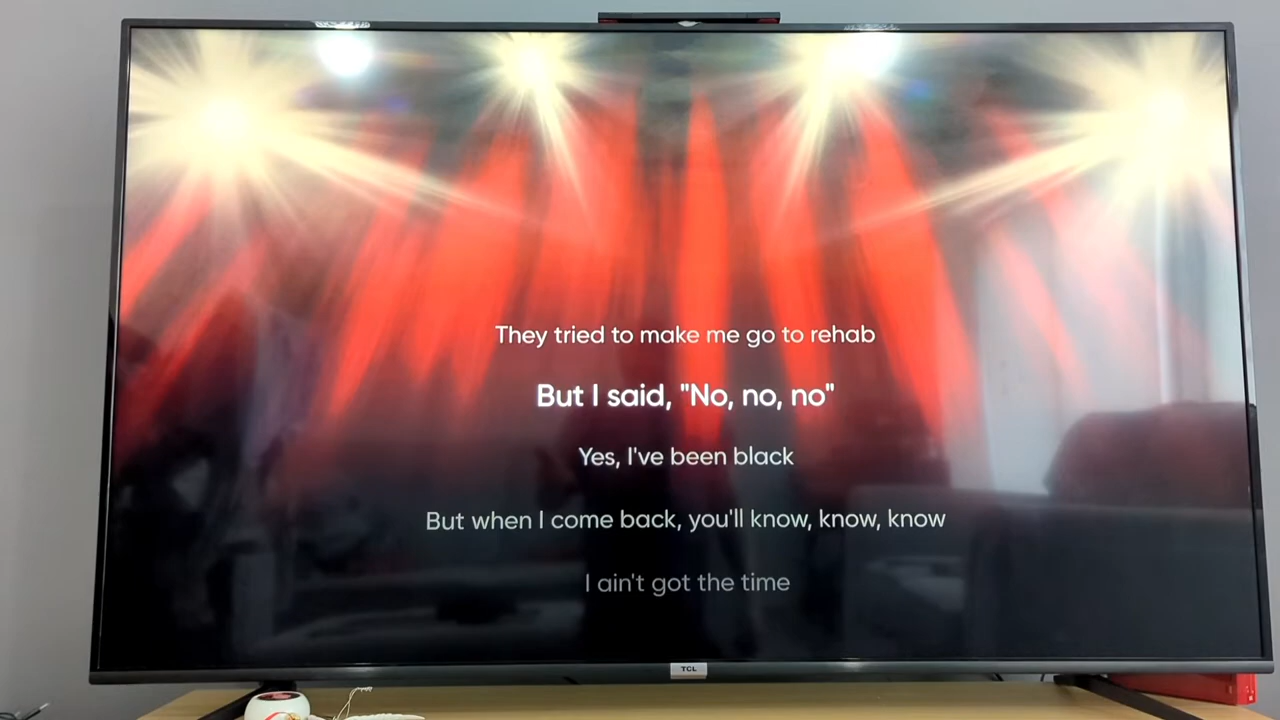 They tried to make me go to rehab
But I said, "No, no, no"
Yes, I've been black
But when I come back, you'll know, know, know
I ain't got the time
TCL